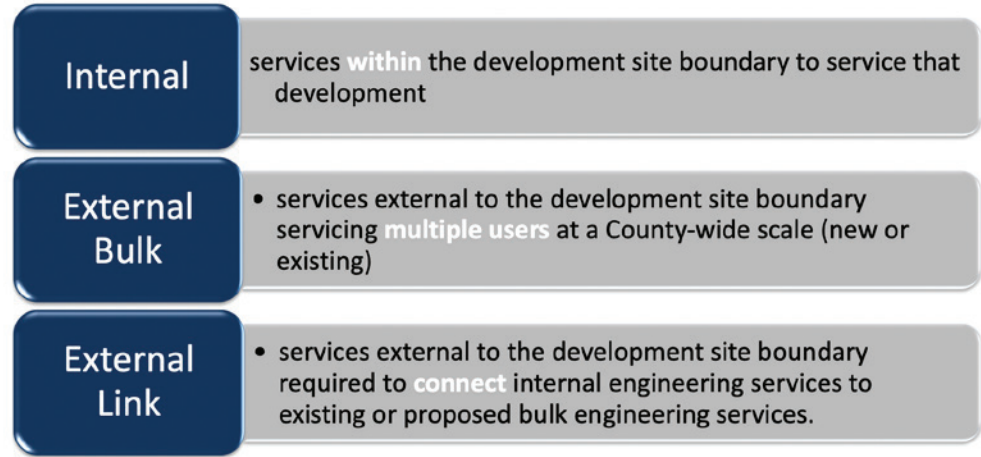 Internal
services within the development site boundary to service that
development
External
Bulk
• services external to the development site boundary
servicing multiple users at a County-wide scale (new or
existing)
External
Link
• services external to the development site boundary
required to connect internal engineering services to
existing or proposed bulk engineering services.